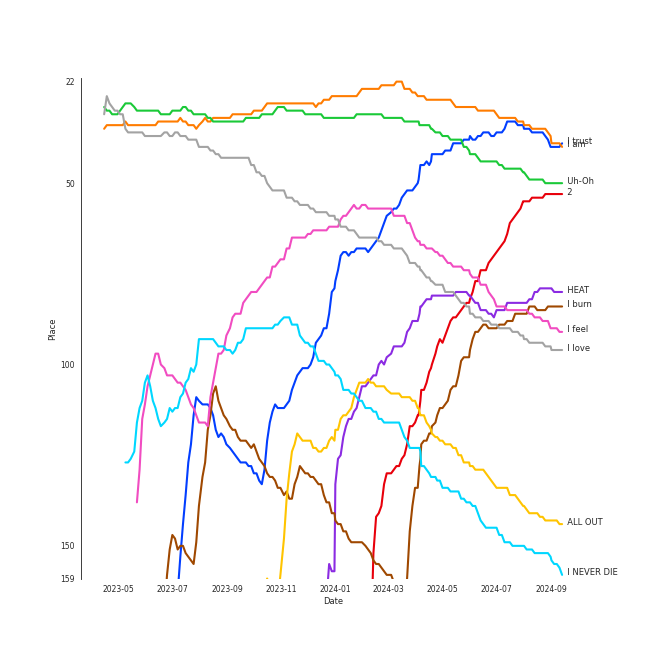 22
50
100
150
159
Place
2023-05
2023-07
2023-09
2023-11
2024-01
2024-03
2024-05
2024-07
2024-09
Date
I trust
I am
Uh-Oh
2
HEAT
I burn
I feel
I love
ALL OUT
I NEVER DIE